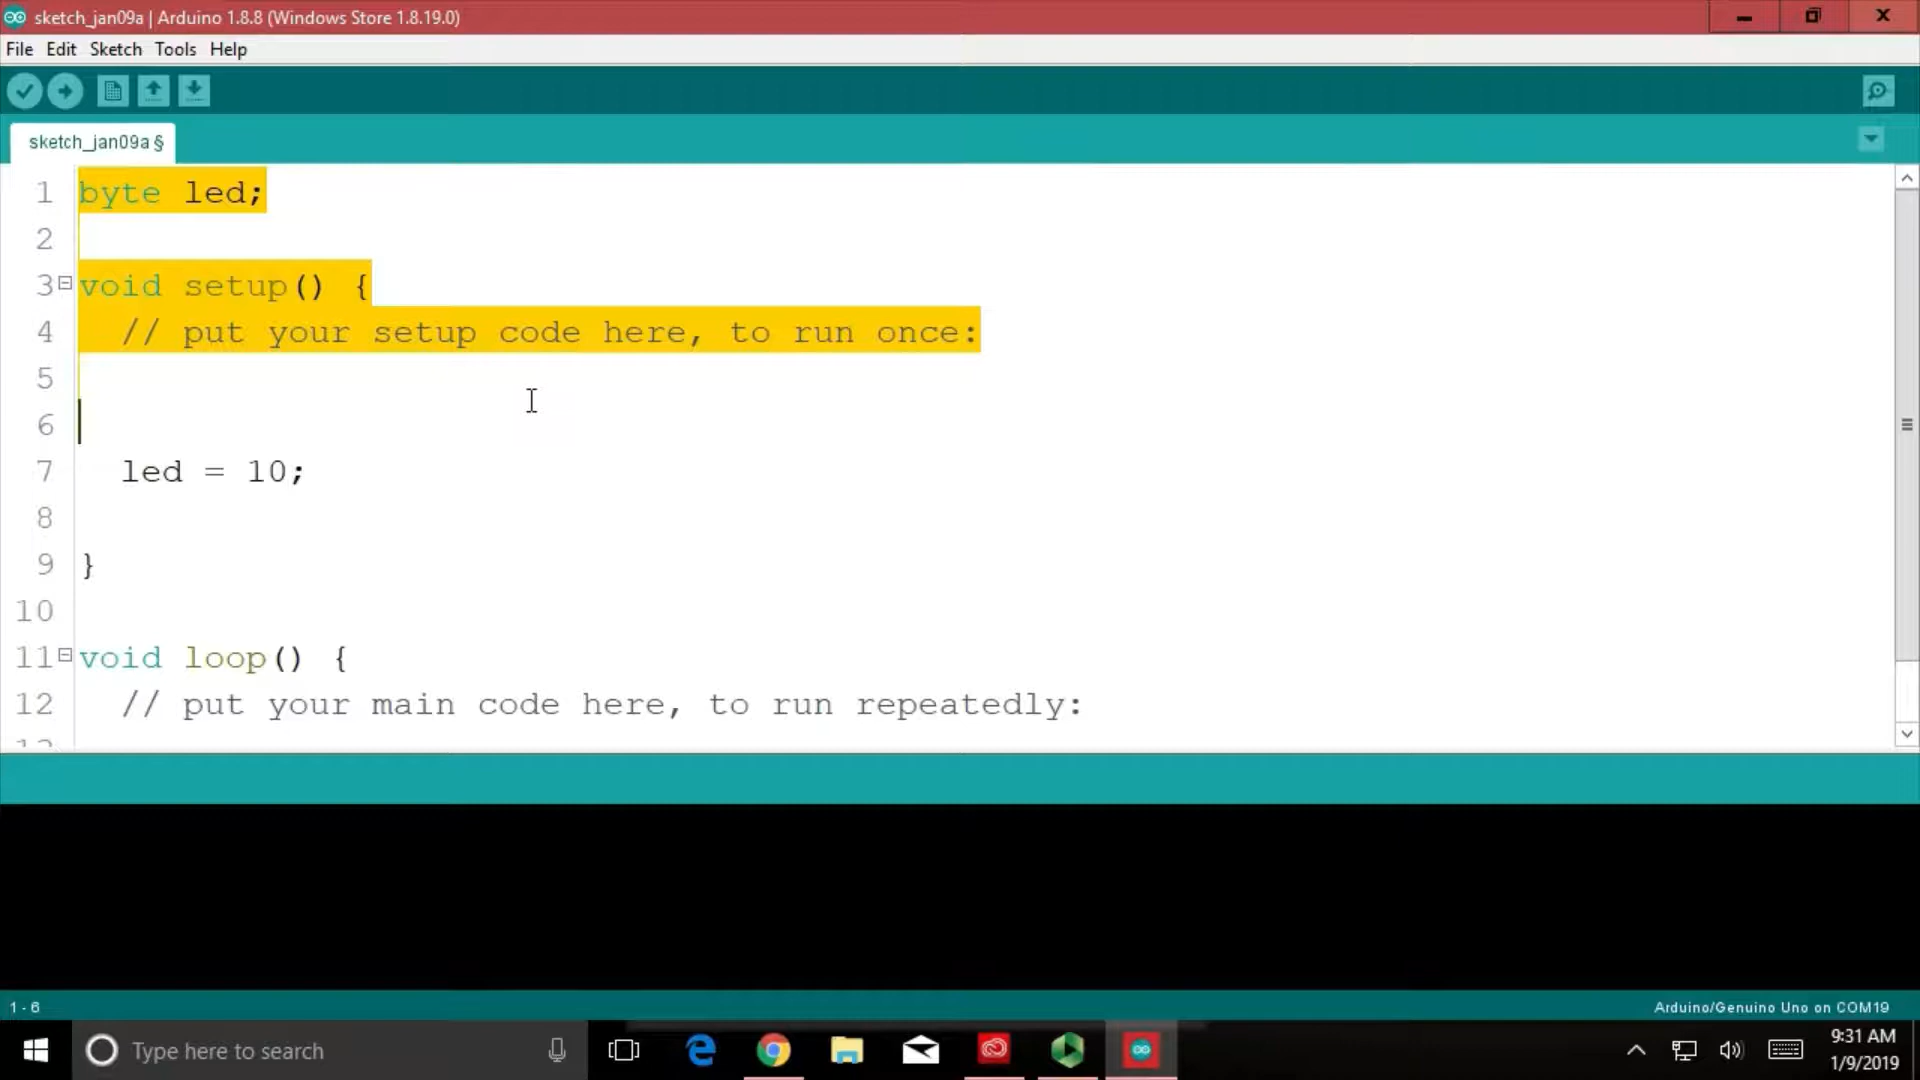 sketch_jan09a | Arduino 1.8.8 (Windows Store 1.8.19.0)
File Edit Sketch Tools Help
sketch_jan09a §
1 byte led;
2
3 void setup() {
4 // put your setup code here, to run once:
5
6
7 led = 10;
8
9 }
10
11 void loop() {
12 // put your main code here, to run repeatedly:
1 - 6
Arduino/Genuino Uno on COM19
Type here to search
9:31 AM
1/9/2019